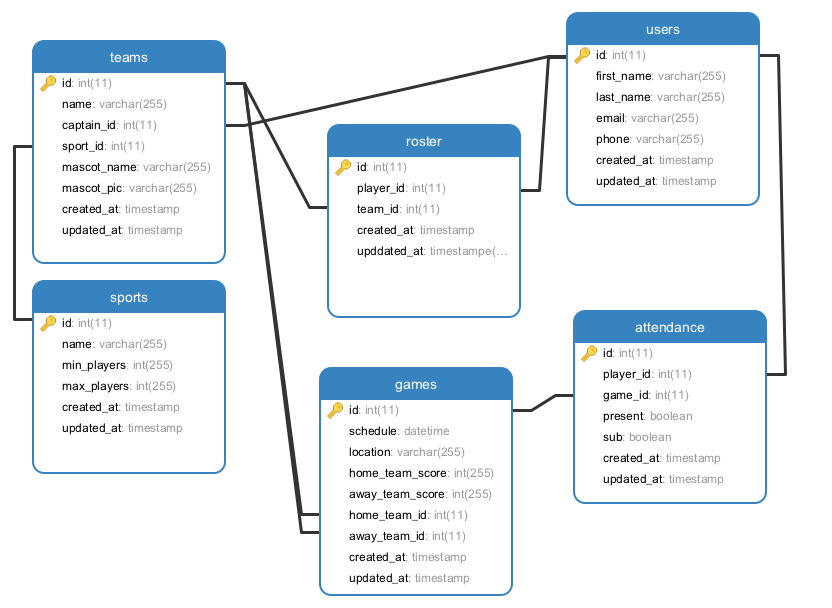 teams
id: int(11)
name: varchar(255)
captain_id: int(11)
sport_id: int(11)
mascot_name: varchar(255)
mascot_pic: varchar(255)
created_at: timestamp
updated_at: timestamp
sports
id: int(11)
name: varchar(255)
min_players: int(255)
max_players: int(255)
created_at: timestamp
updated_at: timestamp
roster
id: int(11)
player_id: int(11)
team_id: int(11)
created_at: timestamp
upddated_at: timestampe(...
games
id: int(11)
schedule: datetime
location: varchar(255)
home_team_score: int(255)
away_team_score: int(255)
home_team_id: int(11)
away_team_id: int(11)
created_at: timestamp
updated_at: timestamp
users
id: int(11)
first_name: varchar(255)
last_name: varchar(255)
email: varchar(255)
phone: varchar(255)
created_at: timestamp
updated_at: timestamp
attendance
id: int(11)
player_id: int(11)
game_id: int(11)
present: boolean
sub: boolean
created_at: timestamp
updated_at: timestamp